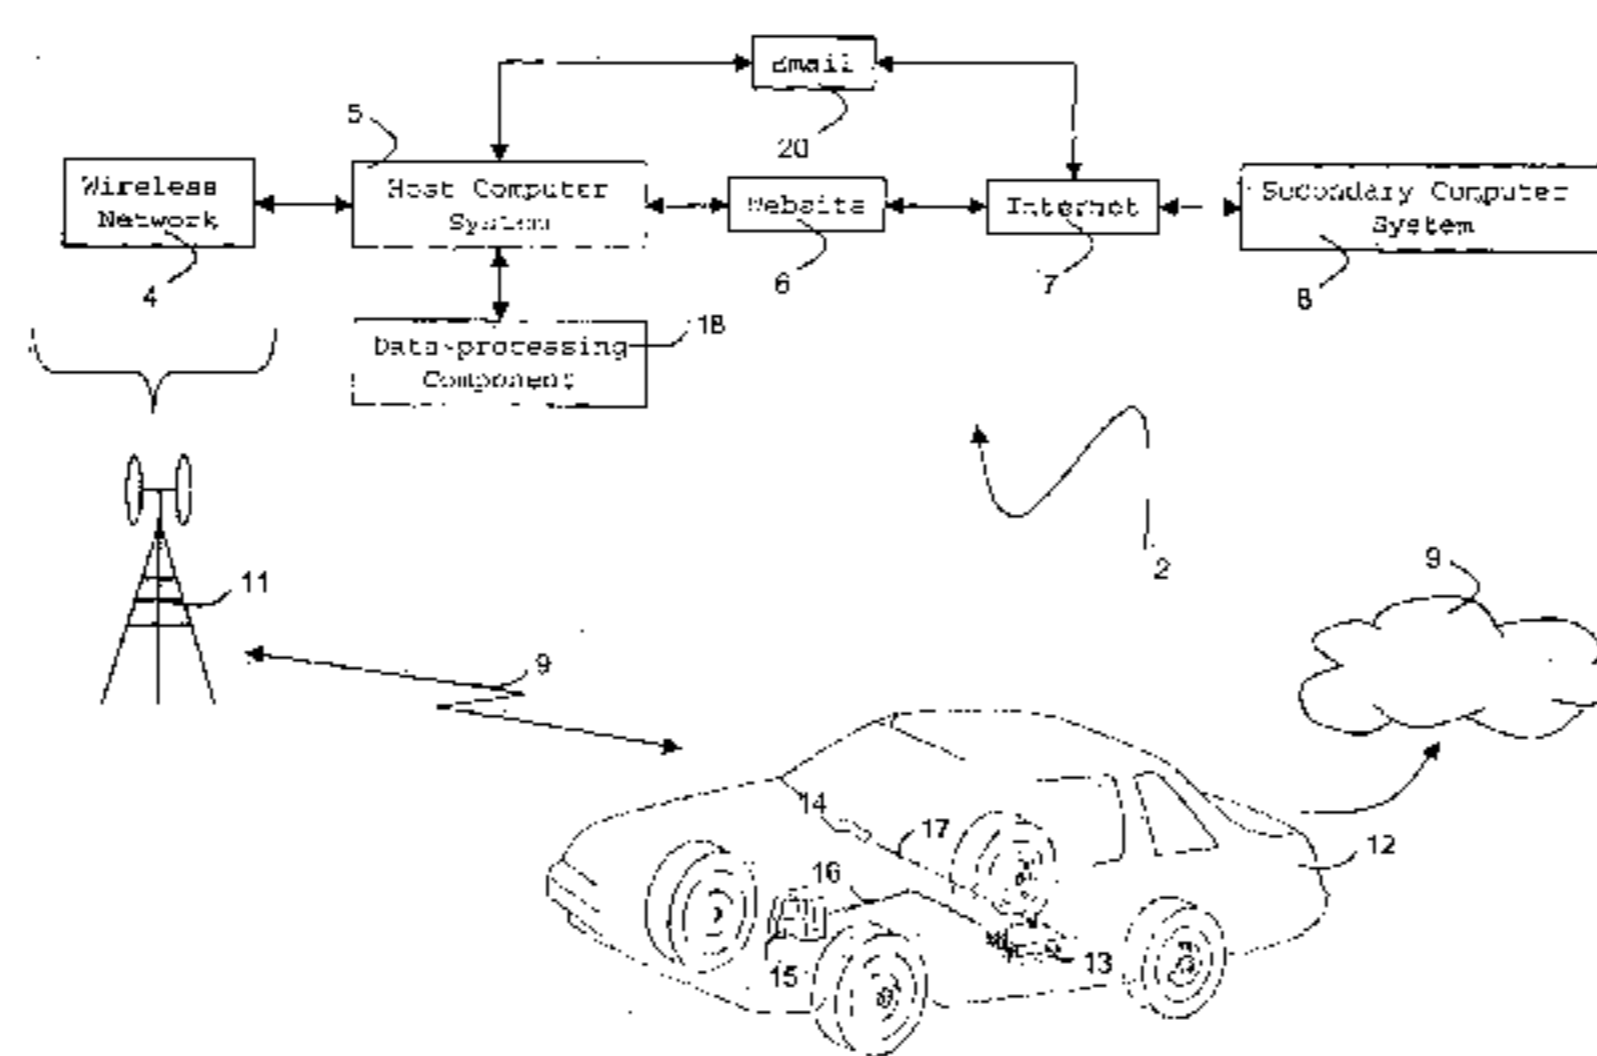 Email
20
5
Wireless
Network
4
Host Computer
System
Website
6
Internet
7
Secondary Computer
System
8
Data-processing
Component
18
2
9
11
9
14
17
12
16
15
13